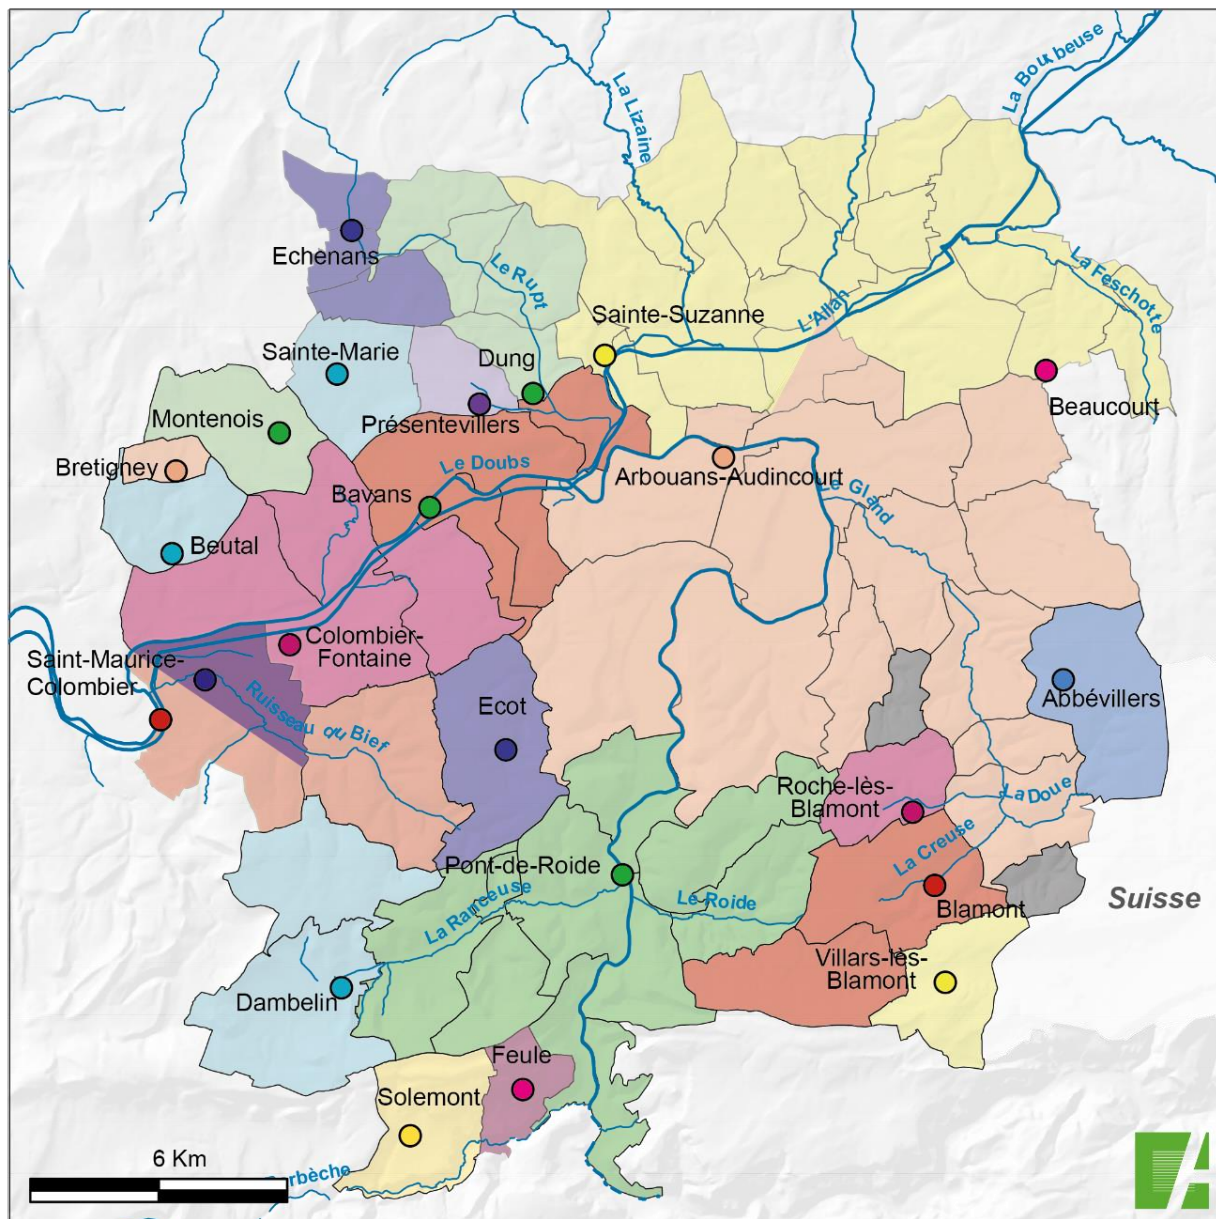 La Bourbeuse
La Lizaine
Echenans
Le Rupt
La Feschotte
L'Allan
Sainte-Suzanne
Sainte-Marie
Dung
Beaucourt
Montenois
Présentevillers
Bretigney
Le Doubs
Arbouans-Audincourt
Le Gland
Bavans
Beutal
Colombier-
Fontaine
Saint-Maurice-
Colombier
Ruisseau du Bief
Ecot
Abbévillers
Roche-lès-
Blamont
La Doue
La Creuse
Pont-de-Roide
La Ranceuse
Le Roide
Blamont
Suisse
Villars-lès-
Blamont
Dambelin
Feule
Solemont
6 Km